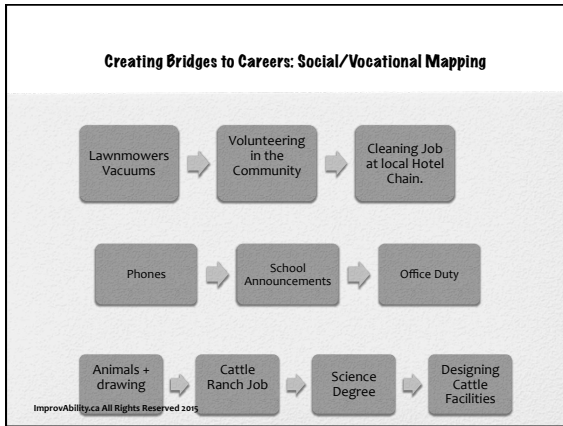 Creating Bridges to Careers: Social/Vocational Mapping
Lawnmowers
Vacuums
Volunteering
in the
Community
Cleaning Job
at local Hotel
Chain.
Phones
School
Announcements
Office Duty
Animals +
drawing
Cattle
Ranch Job
Science
Degree
Designing
Cattle
Facilities
ImprovAbility.ca All Rights Reserved 2015